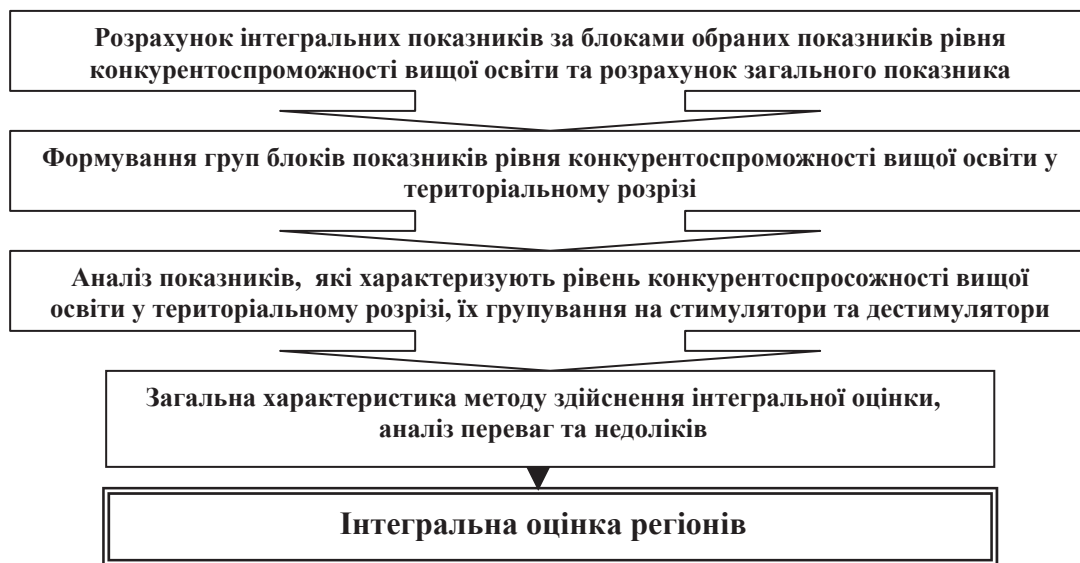 Розрахунок інтегральних показників за блоками обраних показників рівня
конкурентоспроможності вищої освіти та розрахунок загального показника
Формування груп блоків показників рівня конкурентоспроможності вищої освіти у
територіальному розрізі
Аналіз показників, які характеризують рівень конкурентоспросожності вищої
освіти у територіальному розрізі, їх групування на стимулятори та дестимулятори
Загальна характеристика методу здійснення інтегральної оцінки,
аналіз переваг та недоліків
Інтегральна оцінка регіонів